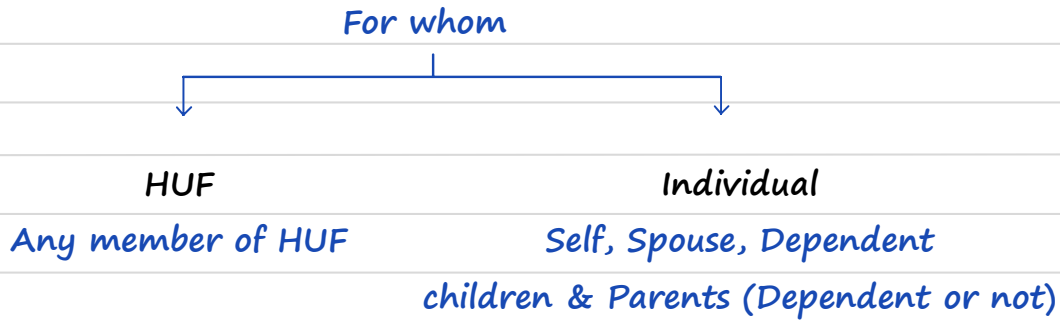 For whom
HUF
Individual
Any member of HUF
Self, Spouse, Dependent
children & Parents (Dependent or not)